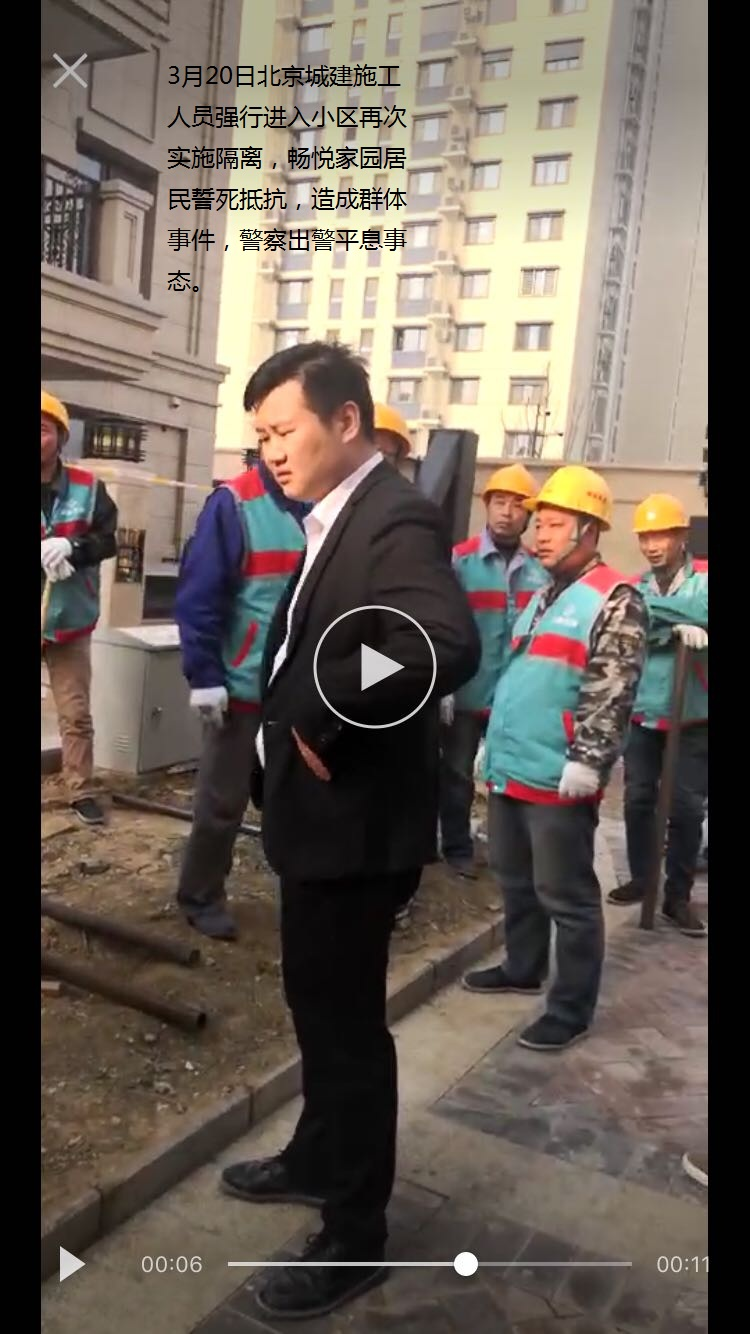 3月20日北京城建施工
人员强行进入小区再次
实施隔离，畅悦家园居
民誓死抵抗，造成群体
事件，警察出警平息事
态。
00:06
00:11